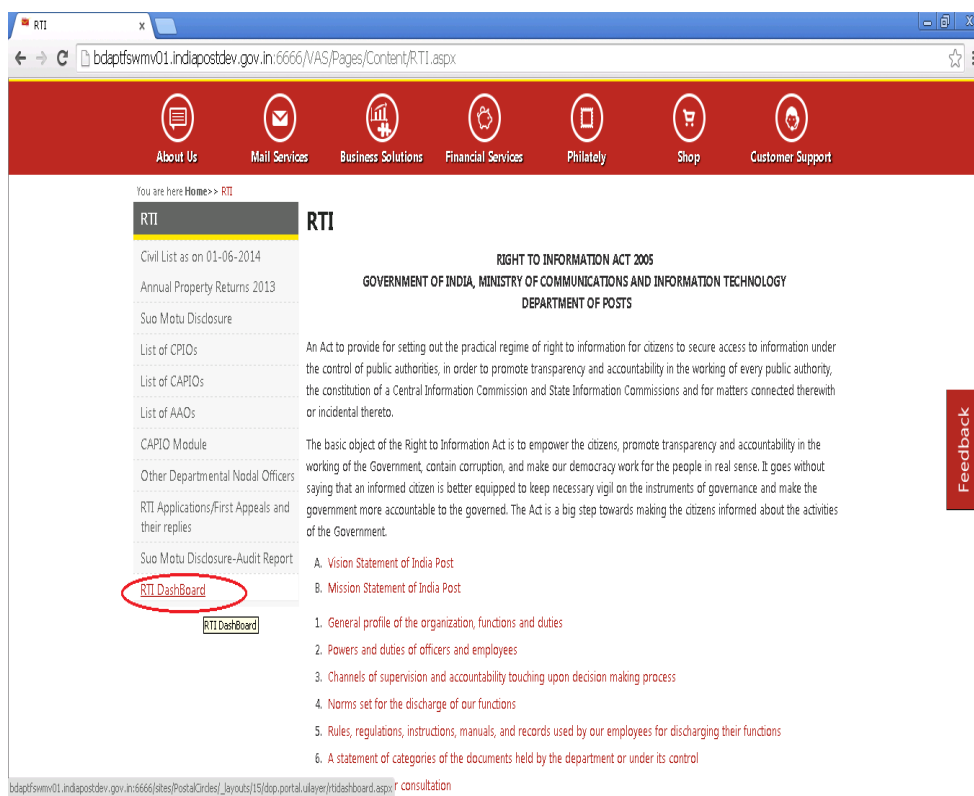 RTI
bdaptfswmv01.indiapostdev.gov.in:6666/VAS/Pages/Content/RTI.aspx
About Us
Mail Services
Business Solutions
Financial Services
Philately
Shop
Customer Support
You are here Home>> RTI
RTI
Civil List as on 01-06-2014
Annual Property Returns 2013
Suo Motu Disclosure
List of CPIOs
List of CAPIOs
List of AAOs
CAPIO Module
Other Departmental Nodal Officers
RTI Applications/First Appeals and
their replies
Suo Motu Disclosure-Audit Report
RTI DashBoard
RTI DashBoard
RTI
RIGHT TO INFORMATION ACT 2005
GOVERNMENT OF INDIA, MINISTRY OF COMMUNICATIONS AND INFORMATION TECHNOLOGY
DEPARTMENT OF POSTS
An Act to provide for setting out the practical regime of right to information for citizens to secure access to information under
the control of public authorities, in order to promote transparency and accountability in the working of every public authority,
the constitution of a Central Information Commission and State Information Commissions and for matters connected therewith
or incidental thereto.
The basic object of the Right to Information Act is to empower the citizens, promote transparency and accountability in the
working of the Government, contain corruption, and make our democracy work for the people in real sense. It goes without
saying that an informed citizen is better equipped to keep necessary vigil on the instruments of governance and make the
government more accountable to the governed. The Act is a big step towards making the citizens informed about the activities
of the Government.
A. Vision Statement of India Post
B. Mission Statement of India Post
1. General profile of the organization, functions and duties
2. Powers and duties of officers and employees
3. Channels of supervision and accountability touching upon decision making process
4. Norms set for the discharge of our functions
5. Rules, regulations, instructions, manuals, and records used by our employees for discharging their functions
6. A statement of categories of the documents held by the department or under its control
r consultation
Feedback
bdaptfswmv01.indiapostdev.gov.in:6666/sites/PostalCircles/_layouts/15/dop.portal.uilayer/rtidashboard.aspx